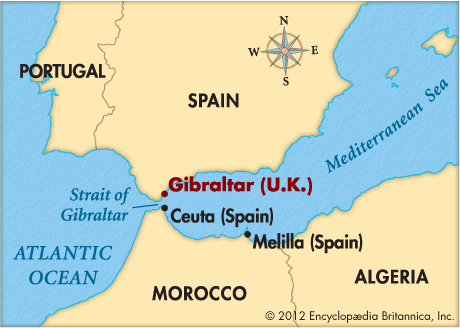 N
W
E
S
PORTUGAL
SPAIN
Mediterranean Sea
Gibraltar (U.K.)
Strait of
Gibraltar
Ceuta (Spain)
Melilla (Spain)
ATLANTIC
OCEAN
ALGERIA
MOROCCO
© 2012 Encyclopædia Britannica, Inc.